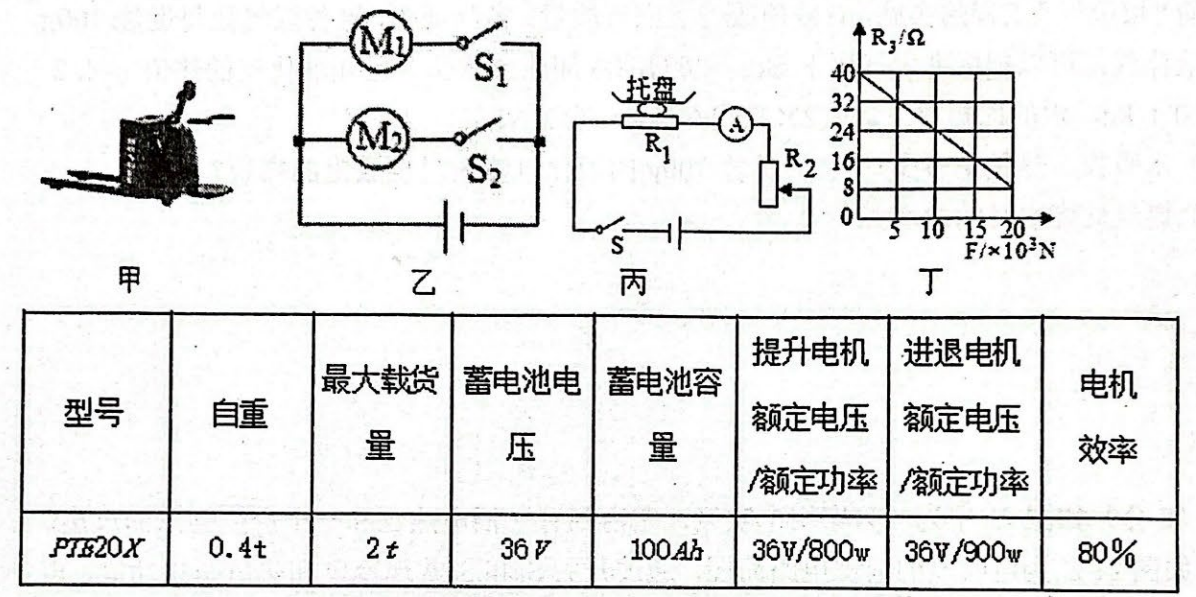 M₁
S₁
M₂
S₂
乙
甲
托盘
R₁
A
R₂
S
丙
R₃/Ω
40
32
24
16
8
0
5 10 15 20
F/×10³N
丁
型号 自重 最大载货量 蓄电池电压 蓄电池容量 提升电机额定电压/额定功率 进退电机额定电压/额定功率 电机效率
PTE20X 0.4t 2t 36V 100Ah 36V/800w 36V/900w 80%